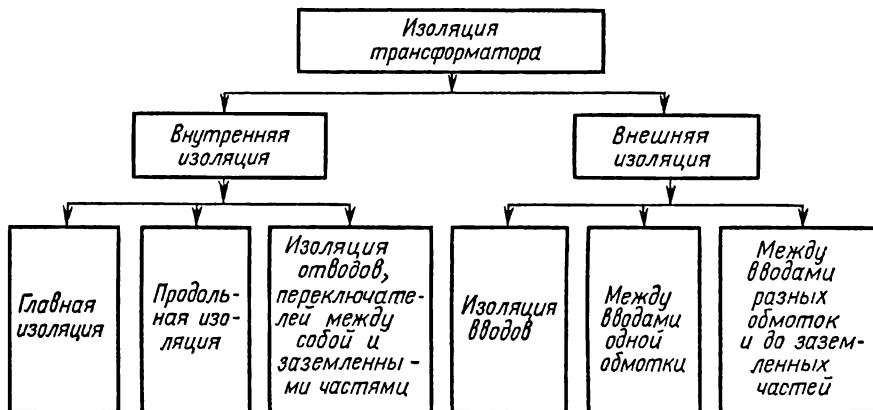 Изоляция
трансформатора
Внутренняя
изоляция
Внешняя
изоляция
Главная
изоляция
Продоль-
ная изо-
ляция
Изоляция
отводов,
переключате-
лей между
собой и
заземленны-
ми частями
Изоляция
вводов
Между
вводами
одной
обмотки
Между
вводами
разных
обмоток
и до зазем-
ленных
частей